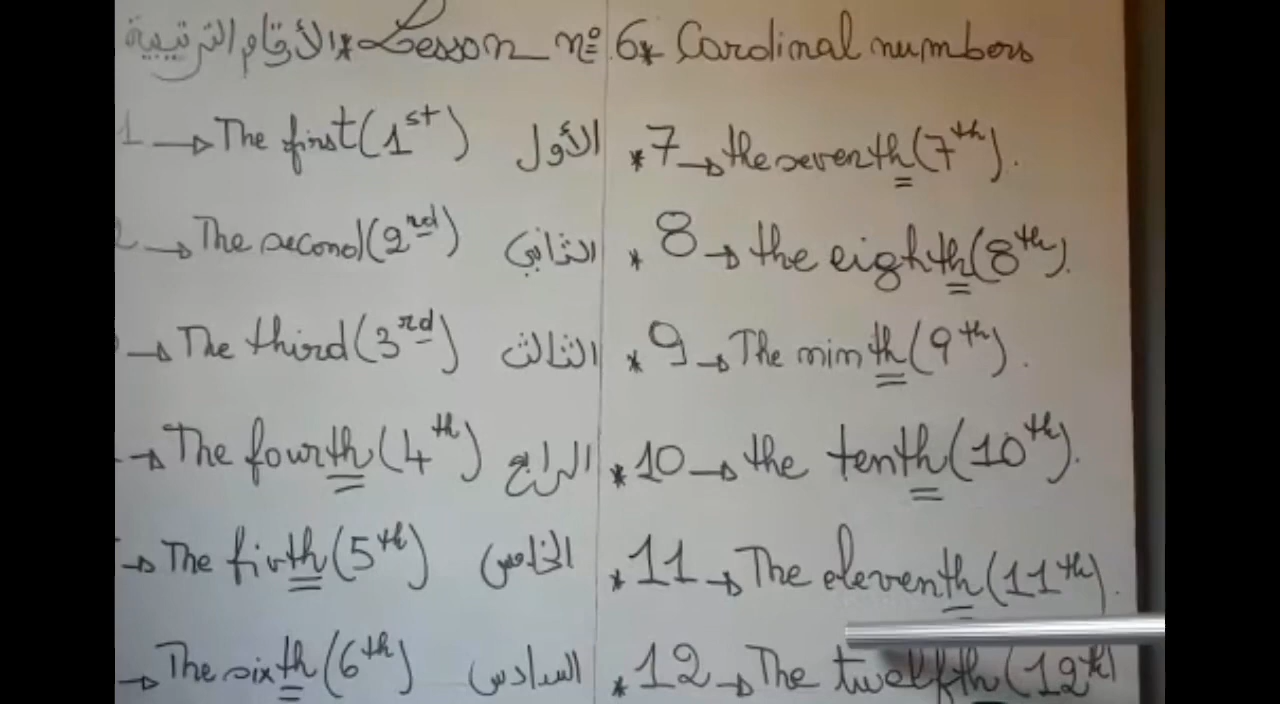 الأرقام الترتيبية * Lesson nº 6 * Cardinal numbers
1 → The first (1st) الأول
2 → The second (2nd) الثاني
→ The third (3rd) الثالث
→ The fourth (4th) الرابع
→ The firth (5th) الخامس
→ The sixth (6th) السادس
* 7 → the seventh (7th).
* 8 → the eighth (8th).
* 9 → The ninth (9th).
* 10 → the tenth (10th).
* 11 → The eleventh (11th).
* 12 → The twelfth (12th)